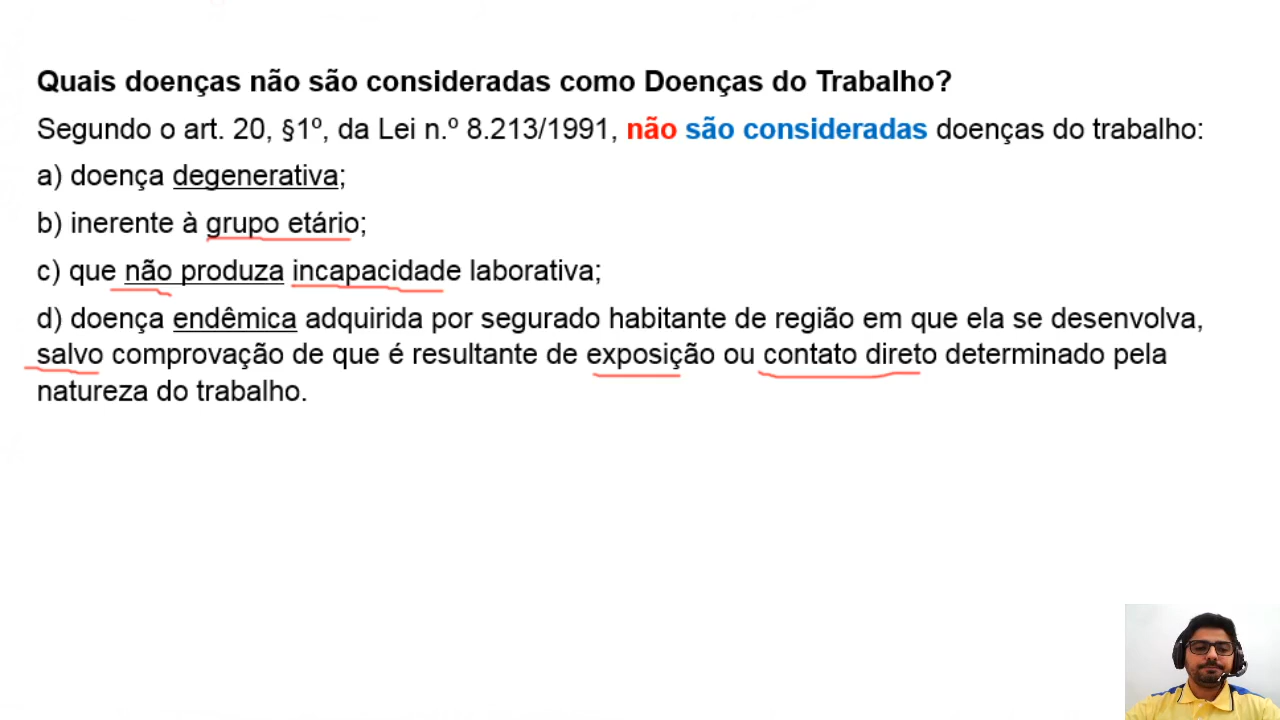 Quais doenças não são consideradas como Doenças do Trabalho?
Segundo o art. 20, §1º, da Lei n.º 8.213/1991, não são consideradas doenças do trabalho:
a) doença degenerativa;
b) inerente à grupo etário;
c) que não produza incapacidade laborativa;
d) doença endêmica adquirida por segurado habitante de região em que ela se desenvolva,
salvo comprovação de que é resultante de exposição ou contato direto determinado pela
natureza do trabalho.